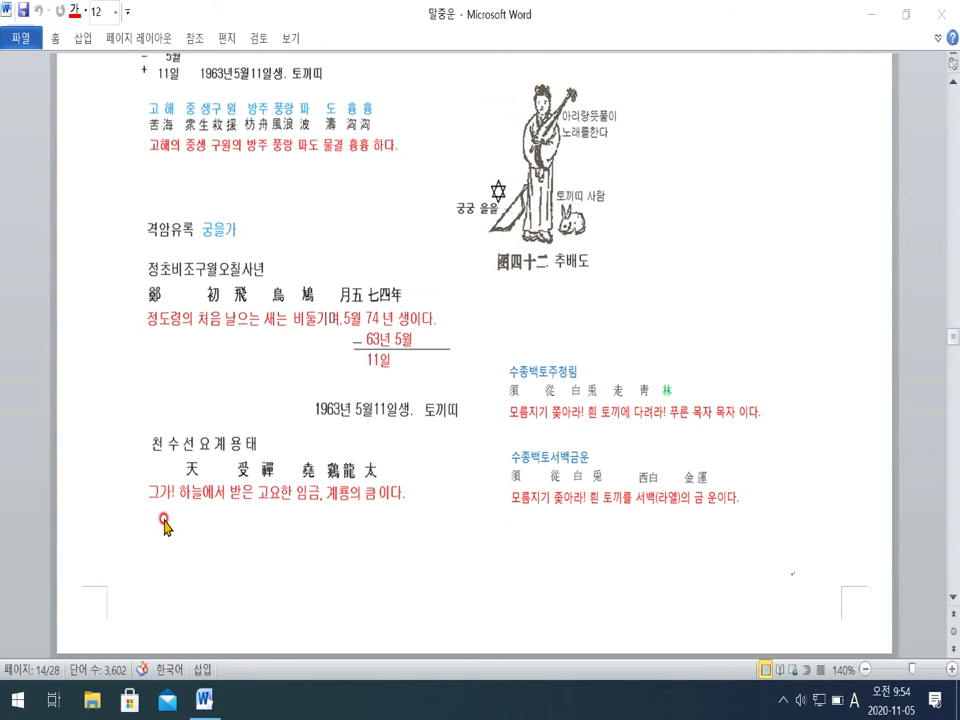 말중운 - Microsoft Word
가 12
파일 홈 삽입 페이지 레이아웃 참조 편지 검토 보기
- 5월
+ 11일 1963년5월11일생. 토끼띠
고 해 중 생구 원 방주 풍랑 파 도 흉 흉
苦 海 衆 生 救 援 枋 舟 風 浪 波 濤 洶 洶
고해의 중생 구원의 방주 풍랑 파도 물결 흉흉 하다.
격암유록 궁을가
정초비조구월오칠사년
鄭 初 飛 鳥 鳩 月 五 七 四 年
정도령의 처음 날으는 새는 비둘기며,5월 74 년 생이다.
- 63년 5월
11일
1963년 5월11일생. 토끼띠
천 수 선 요 계 용 태
天 受 禪 堯 鷄 龍 太
그가! 하늘에서 받은 고요한 임금, 계룡의 큼 이다.
아리랑뜻풀이
노래를한다
궁궁 을을
토끼띠 사람
图四十二. 추배도
수종백토주청림
須 從 白 兎 走 靑 林
모름지기 쫓아라! 흰 토끼에 다려라! 푸른 목자 목자 이다.
수종백토서백금운
須 從 白 兎 西白 金 運
모름지기 좇아라! 흰 토끼를 서백(라엘)의 금 운이다.
페이지: 14/28 단어 수: 3,602 한국어 삽입 140%
A 오전 9:54
2020-11-05